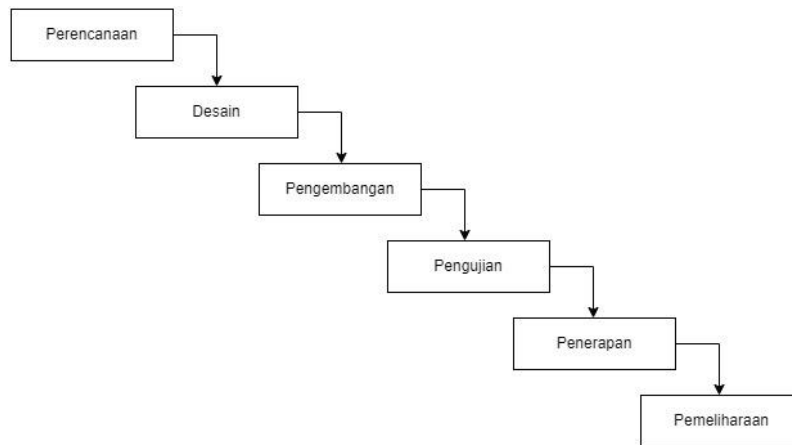 Perencanaan
Desain
Pengembangan
Pengujian
Penerapan
Pemeliharaan